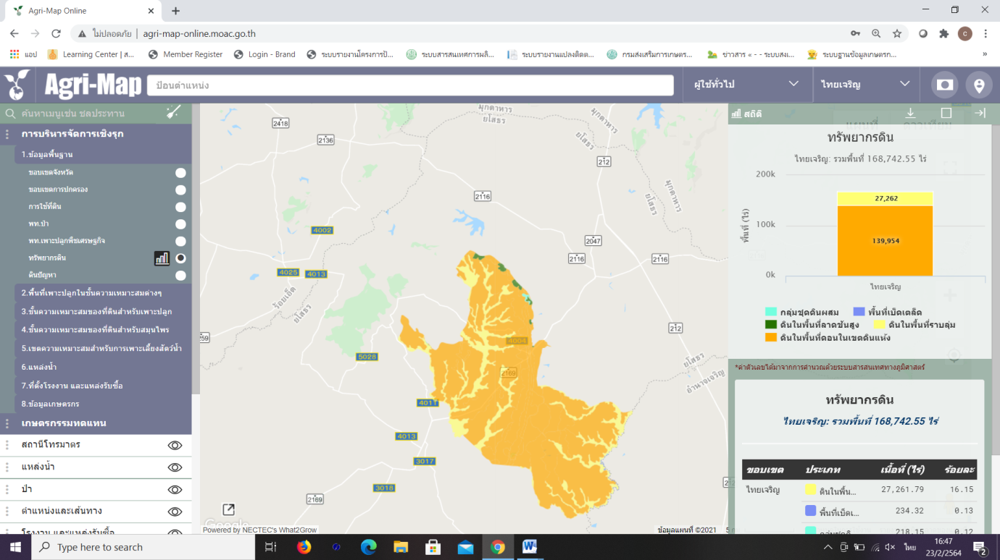 Agri-Map Online
ไม่ปลอดภัย | agri-map-online.moac.go.th
แอป Learning Center | ส... Member Register Login - Brand ระบบรายงานโครงการป้... ระบบสารสนเทศการผลิ... ระบบรายงานแปลงติดต... กรมส่งเสริมการเกษตร... ข่าวสาร « - - ระบบสงเ... ระบบฐานข้อมูลเกษตรก... »
Agri-Map ป้อนตำแหน่ง ผู้ใช้ทั่วไป ไทยเจริญ
ค้นหาเมนูเช่น ชลประทาน
การบริหารจัดการเชิงรุก
1.ข้อมูลพื้นฐาน
ขอบเขตจังหวัด
ขอบเขตการปกครอง
การใช้ที่ดิน
พท.ป่า
พท.เพาะปลูกพืชเศรษฐกิจ
ทรัพยากรดิน
ดินปัญหา
2.พื้นที่เพาะปลูกในชั้นความเหมาะสมต่างๆ
3.ชั้นความเหมาะสมของที่ดินสำหรับเพาะปลูก
4.ชั้นความเหมาะสมของที่ดินสำหรับสมุนไพร
5.เขตความเหมาะสมสำหรับการเพาะเลี้ยงสัตว์น้ำ
6.แหล่งน้ำ
7.ที่ตั้งโรงงาน และแหล่งรับซื้อ
8.ข้อมูลเกษตรกร
เกษตรกรรมทดแทน
สถานีโทรมาตร
แหล่งน้ำ
ป่า
ตำแหน่งและเส้นทาง
โรงงาน และแหล่งรับซื้อ
มุกดาหาร
ยโสธร
2418
2136
มุกดาหาร
ยโสธร
212
มุกดาหาร
ยโสธร
2116
4002
2047
2116
2116
4025
4013
ร้อยเอ็ด
ยโสธร
212
259
4004
5028
2169
ยโสธร
อำนาจเจริญ
4011
4013
3017
3018
2169
Google
Powered by NECTEC's What2Grow
ข้อมูลแผนที่ ©2021
สถิติ
แผนที่ ดาวเทียม
ทรัพยากรดิน
ไทยเจริญ: รวมพื้นที่ 168,742.55 ไร่
200k
100k
0k
พื้นที่ (ไร่)
27,262
139,954
ไทยเจริญ
กลุ่มชุดดินผสม พื้นที่เบ็ดเตล็ด
ดินในพื้นที่ลาดชันสูง ดินในพื้นที่ราบลุ่ม
ดินในพื้นที่ดอนในเขตดินแห้ง
*ค่าตัวเลขได้มาจากการคำนวณด้วยระบบสารสนเทศทางภูมิศาสตร์
ทรัพยากรดิน
ไทยเจริญ: รวมพื้นที่ 168,742.55 ไร่
ขอบเขต ประเภท เนื้อที่ (ไร่) ร้อยละ
ไทยเจริญ ดินในพื้น... 27,261.79 16.15
พื้นที่เบ็ดเ... 234.32 0.13
กลุ่มชุดดิ... 218.15 0.12
Type here to search
ไทย
16:47
23/2/2564
2